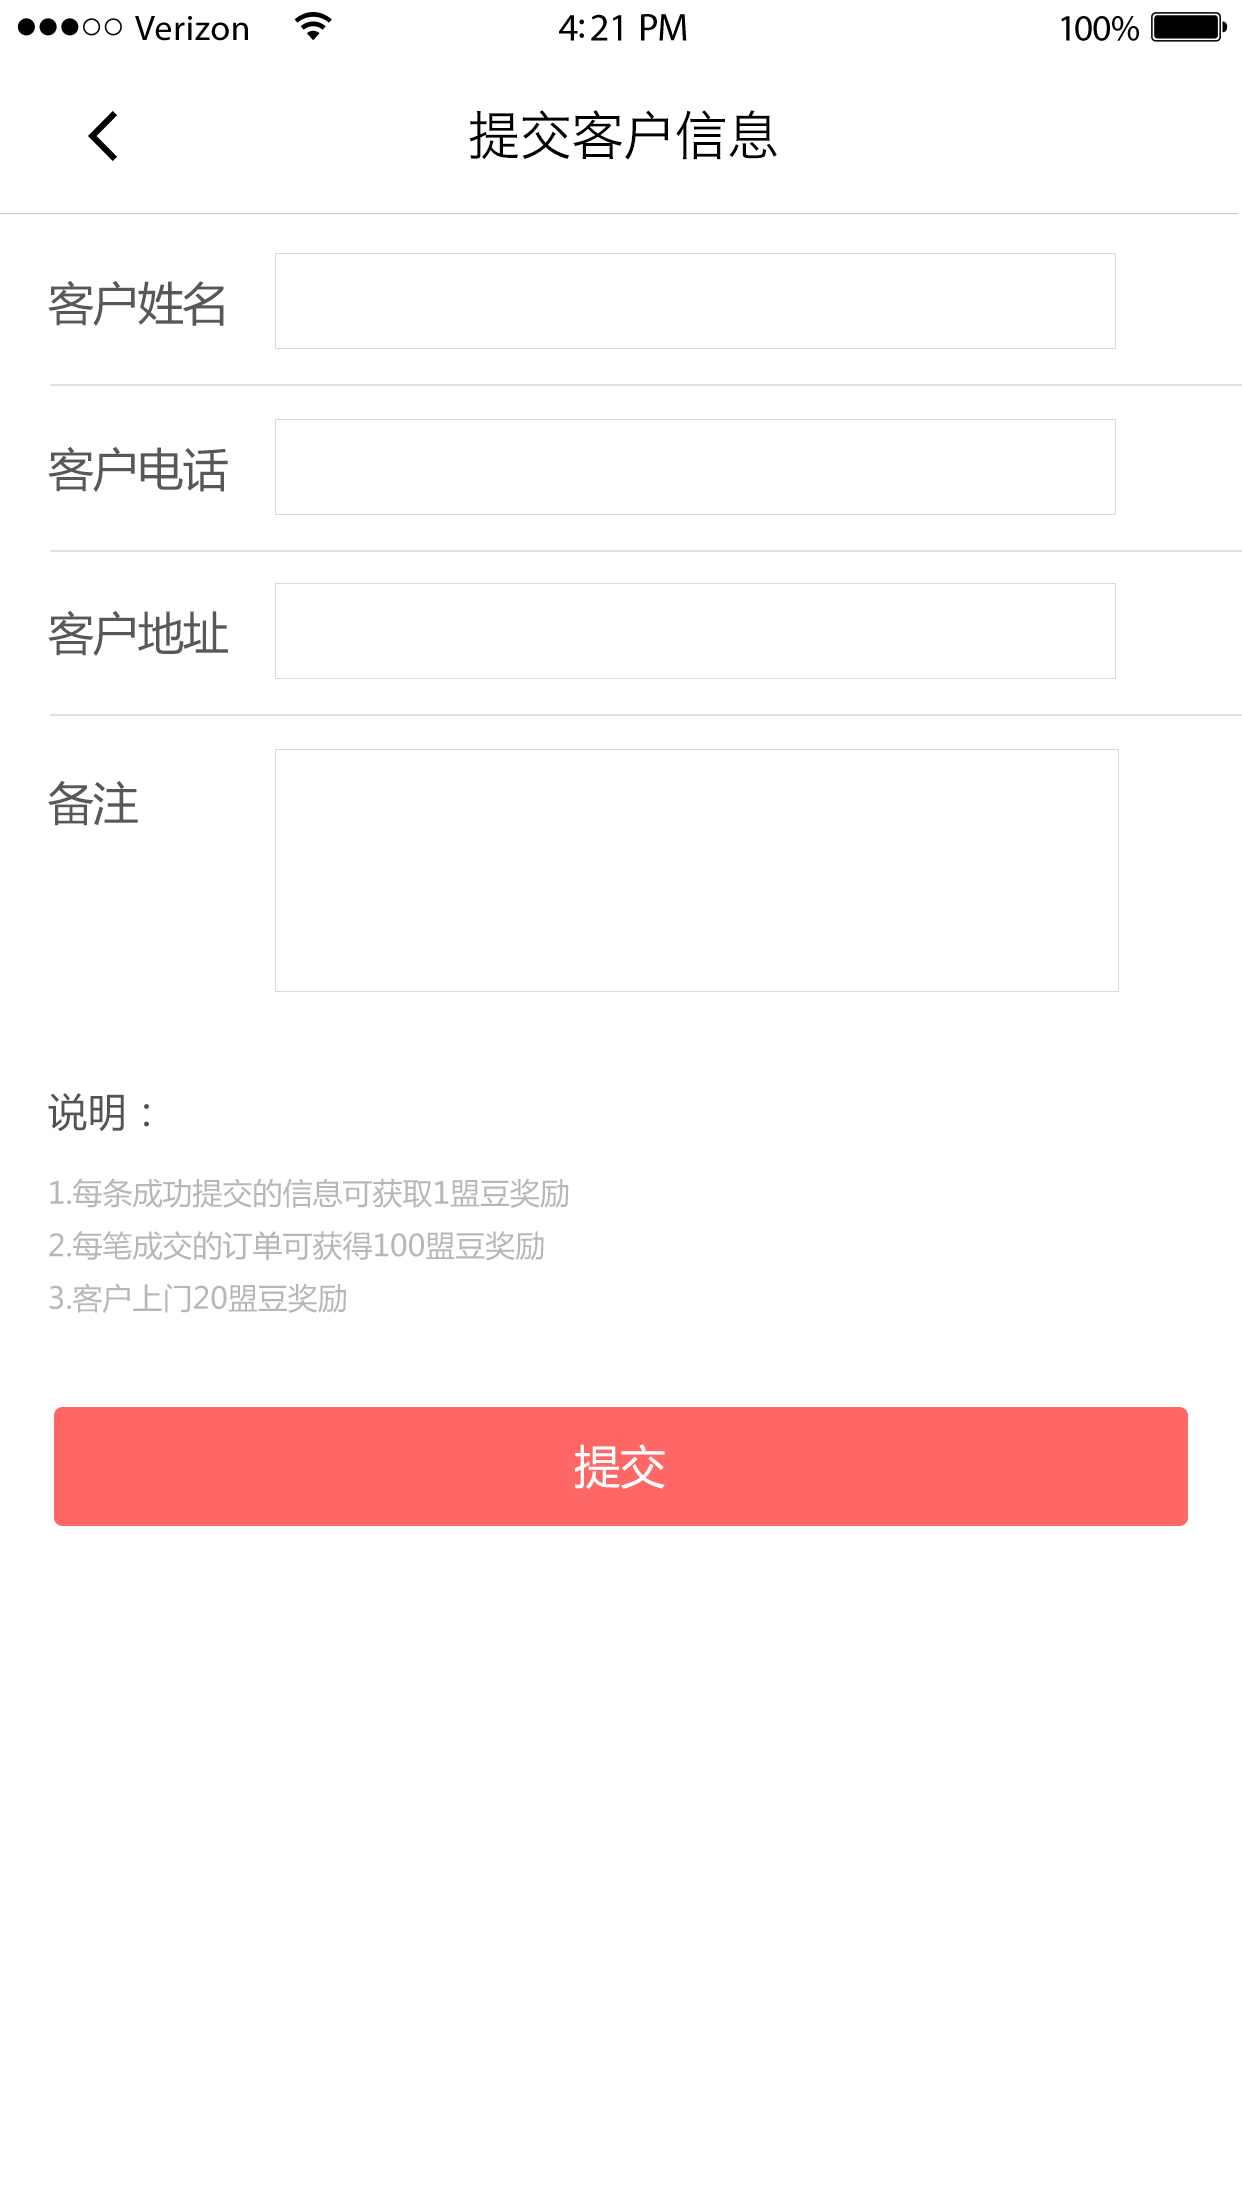 Verizon 4:21 PM 100%
提交客户信息
客户姓名
客户电话
客户地址
备注
说明：
1.每条成功提交的信息可获取1盟豆奖励
2.每笔成交的订单可获得100盟豆奖励
3.客户上门20盟豆奖励
提交